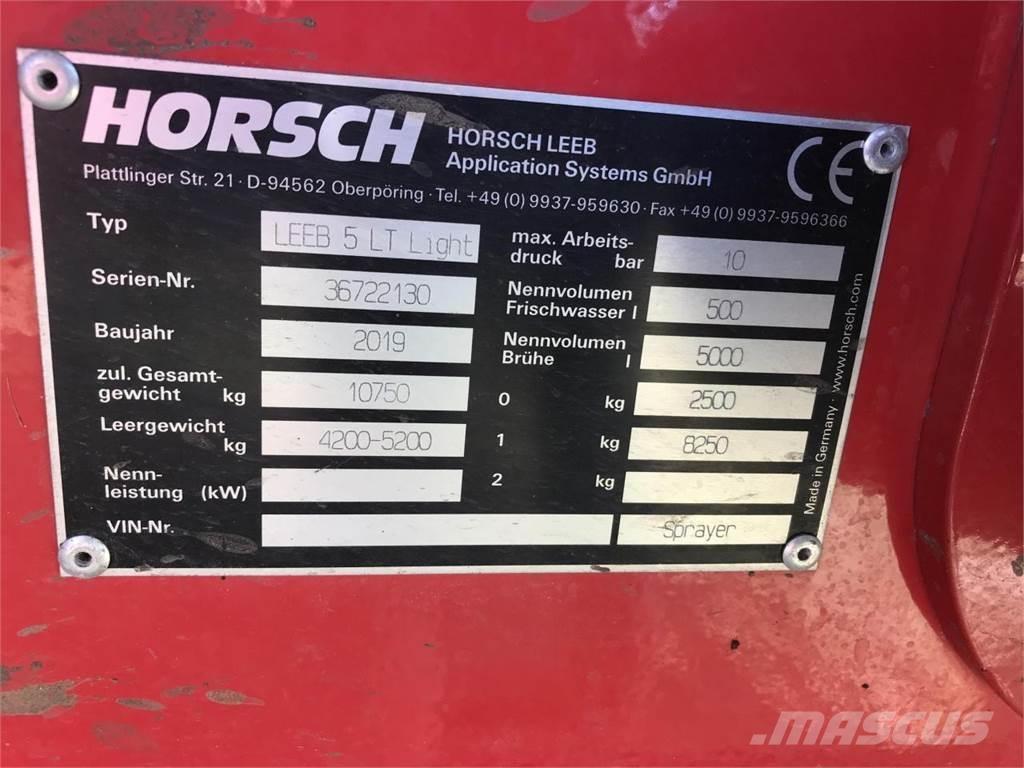 HORSCH HORSCH LEEB
Application Systems GmbH
CE
Plattlinger Str. 21 · D-94562 Oberpöring · Tel. +49 (0) 9937-959630 · Fax +49 (0) 9937-9596366
Typ LEEB 5 LT Light
Serien-Nr. 36722130
Baujahr 2019
zul. Gesamt-
gewicht kg 10750
Leergewicht
kg 4200-5200
Nenn-
leistung (kW)
VIN-Nr.
max. Arbeits-
druck bar 10
Nennvolumen
Frischwasser l 500
Nennvolumen
Brühe l 5000
0 kg 2500
1 kg 8250
2 kg
Sprayer
Made in Germany · www.horsch.com
MASCUS